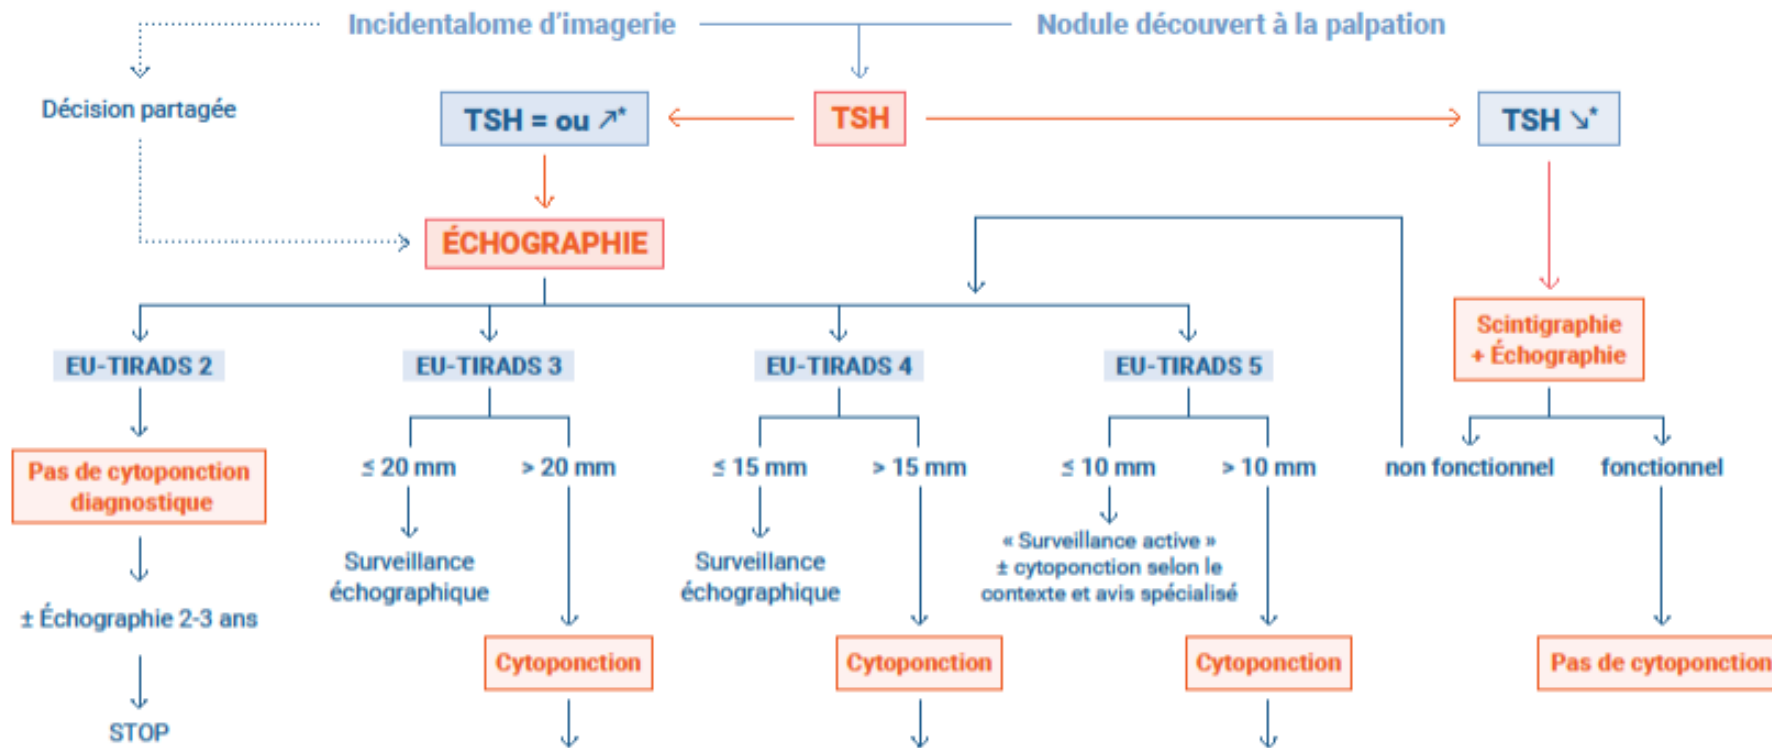 Incidentalome d'imagerie
Nodule découvert à la palpation
Décision partagée
TSH = ou ↗*
TSH
TSH ↘*
ÉCHOGRAPHIE
Scintigraphie
+ Échographie
EU-TIRADS 2
EU-TIRADS 3
EU-TIRADS 4
EU-TIRADS 5
Pas de cytoponction
diagnostique
≤ 20 mm
> 20 mm
≤ 15 mm
> 15 mm
≤ 10 mm
> 10 mm
non fonctionnel
fonctionnel
Surveillance
échographique
Surveillance
échographique
« Surveillance active »
± cytoponction selon le
contexte et avis spécialisé
± Échographie 2-3 ans
Cytoponction
Cytoponction
Cytoponction
Pas de cytoponction
STOP